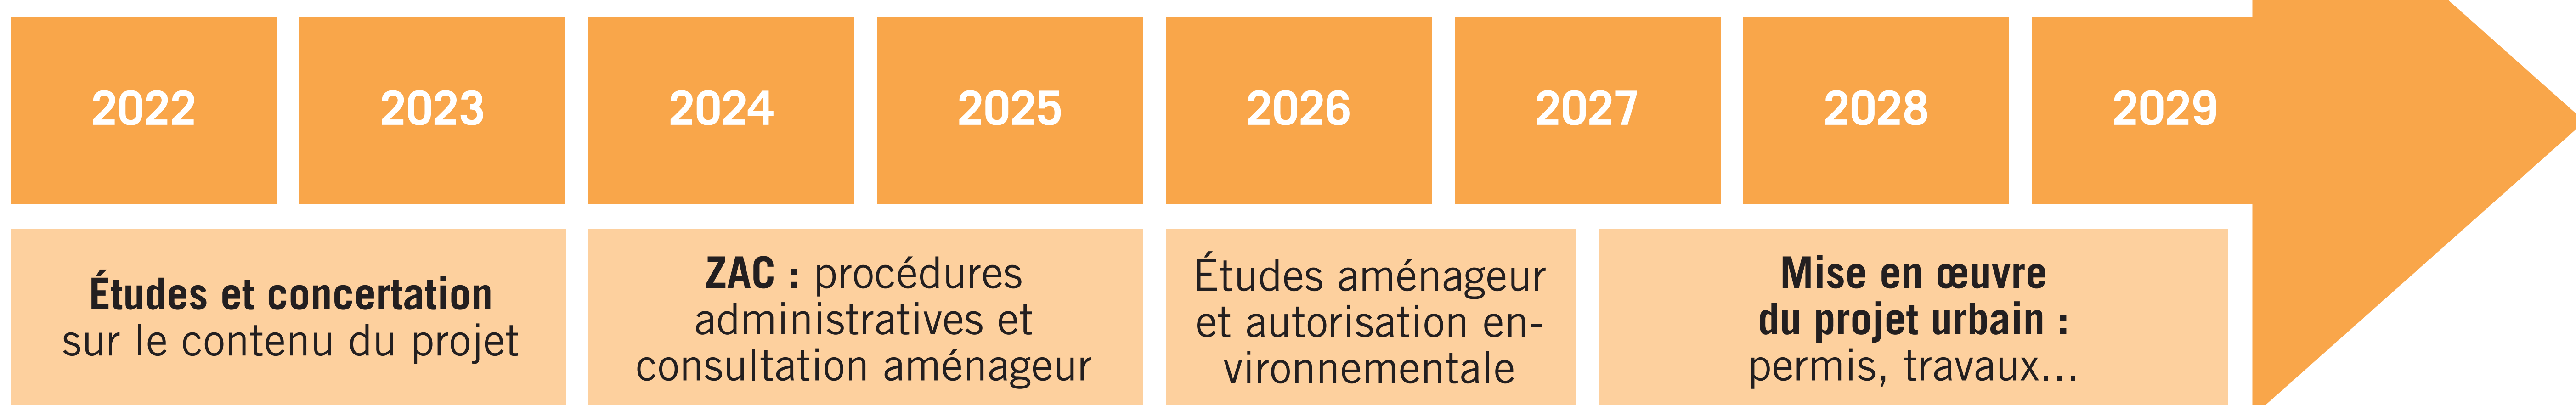 2022
2023
2024
2025
2026
2027
2028
2029
Études et concertation
sur le contenu du projet
ZAC : procédures
administratives et
consultation aménageur
Études aménageur
et autorisation en-
vironnementale
Mise en œuvre
du projet urbain :
permis, travaux...